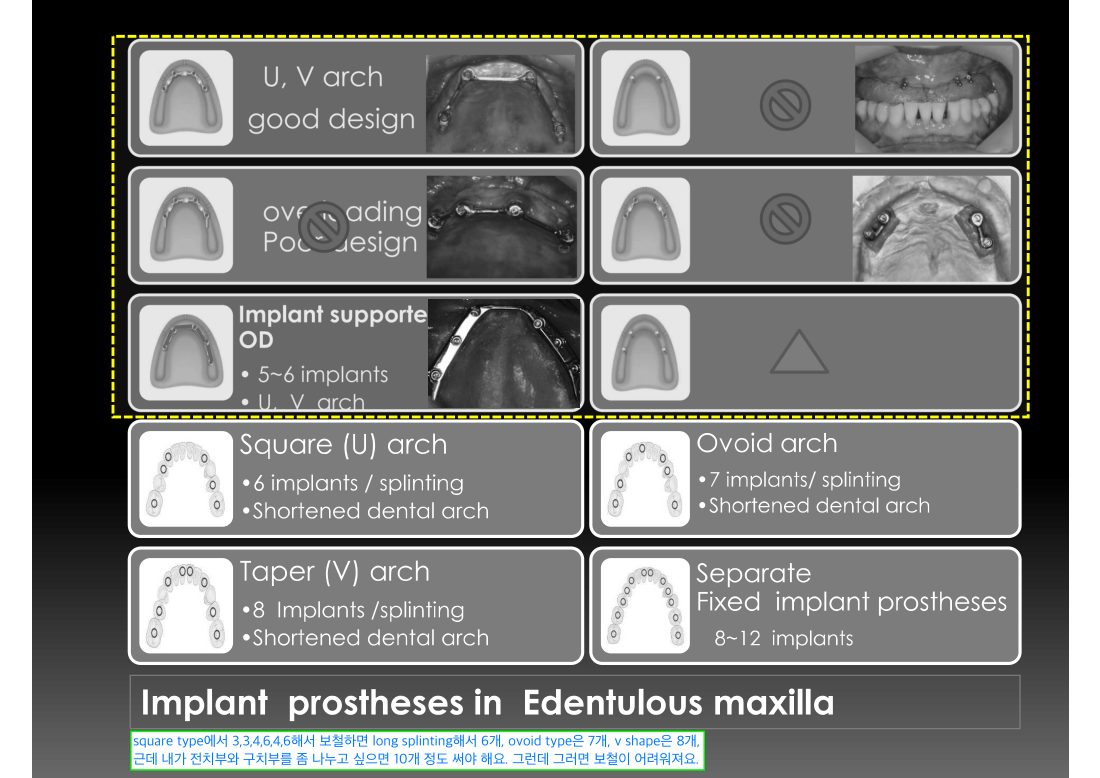 U, V arch
good design
overloading
Poor design
Implant supporte
OD
• 5~6 implants
• U, V arch
Square (U) arch
•6 implants / splinting
•Shortened dental arch
Ovoid arch
•7 implants/ splinting
•Shortened dental arch
Taper (V) arch
•8 Implants /splinting
•Shortened dental arch
Separate
Fixed implant prostheses
8~12 implants
Implant prostheses in Edentulous maxilla
square type에서 3,3,4,6,4,6해서 보철하면 long splinting해서 6개, ovoid type은 7개, v shape은 8개,
근데 내가 전치부와 구치부를 좀 나누고 싶으면 10개 정도 써야 해요. 그런데 그러면 보철이 어려워져요.